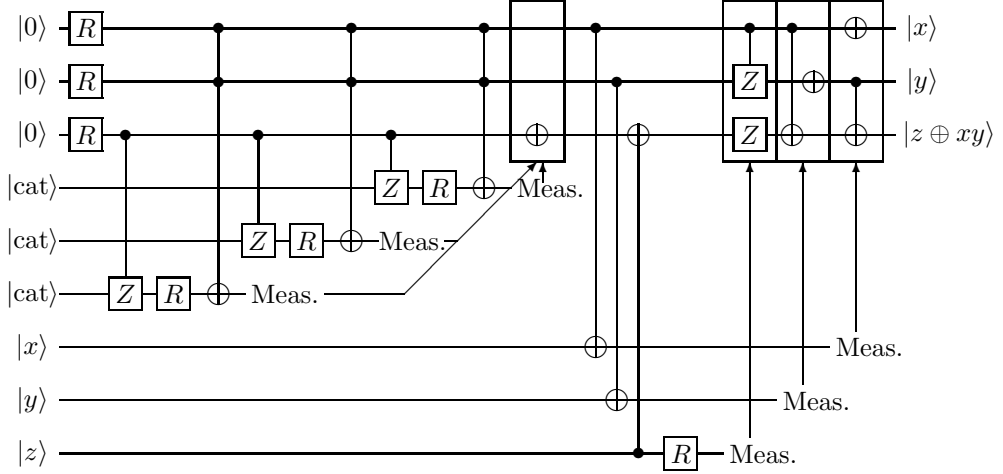 |0⟩ R |x⟩
|0⟩ R Z |y⟩
|0⟩ R Z |z ⊕ xy⟩
|cat⟩ Z R Meas.
|cat⟩ Z R Meas.
|cat⟩ Z R Meas.
|x⟩ Meas.
|y⟩ Meas.
|z⟩ R Meas.